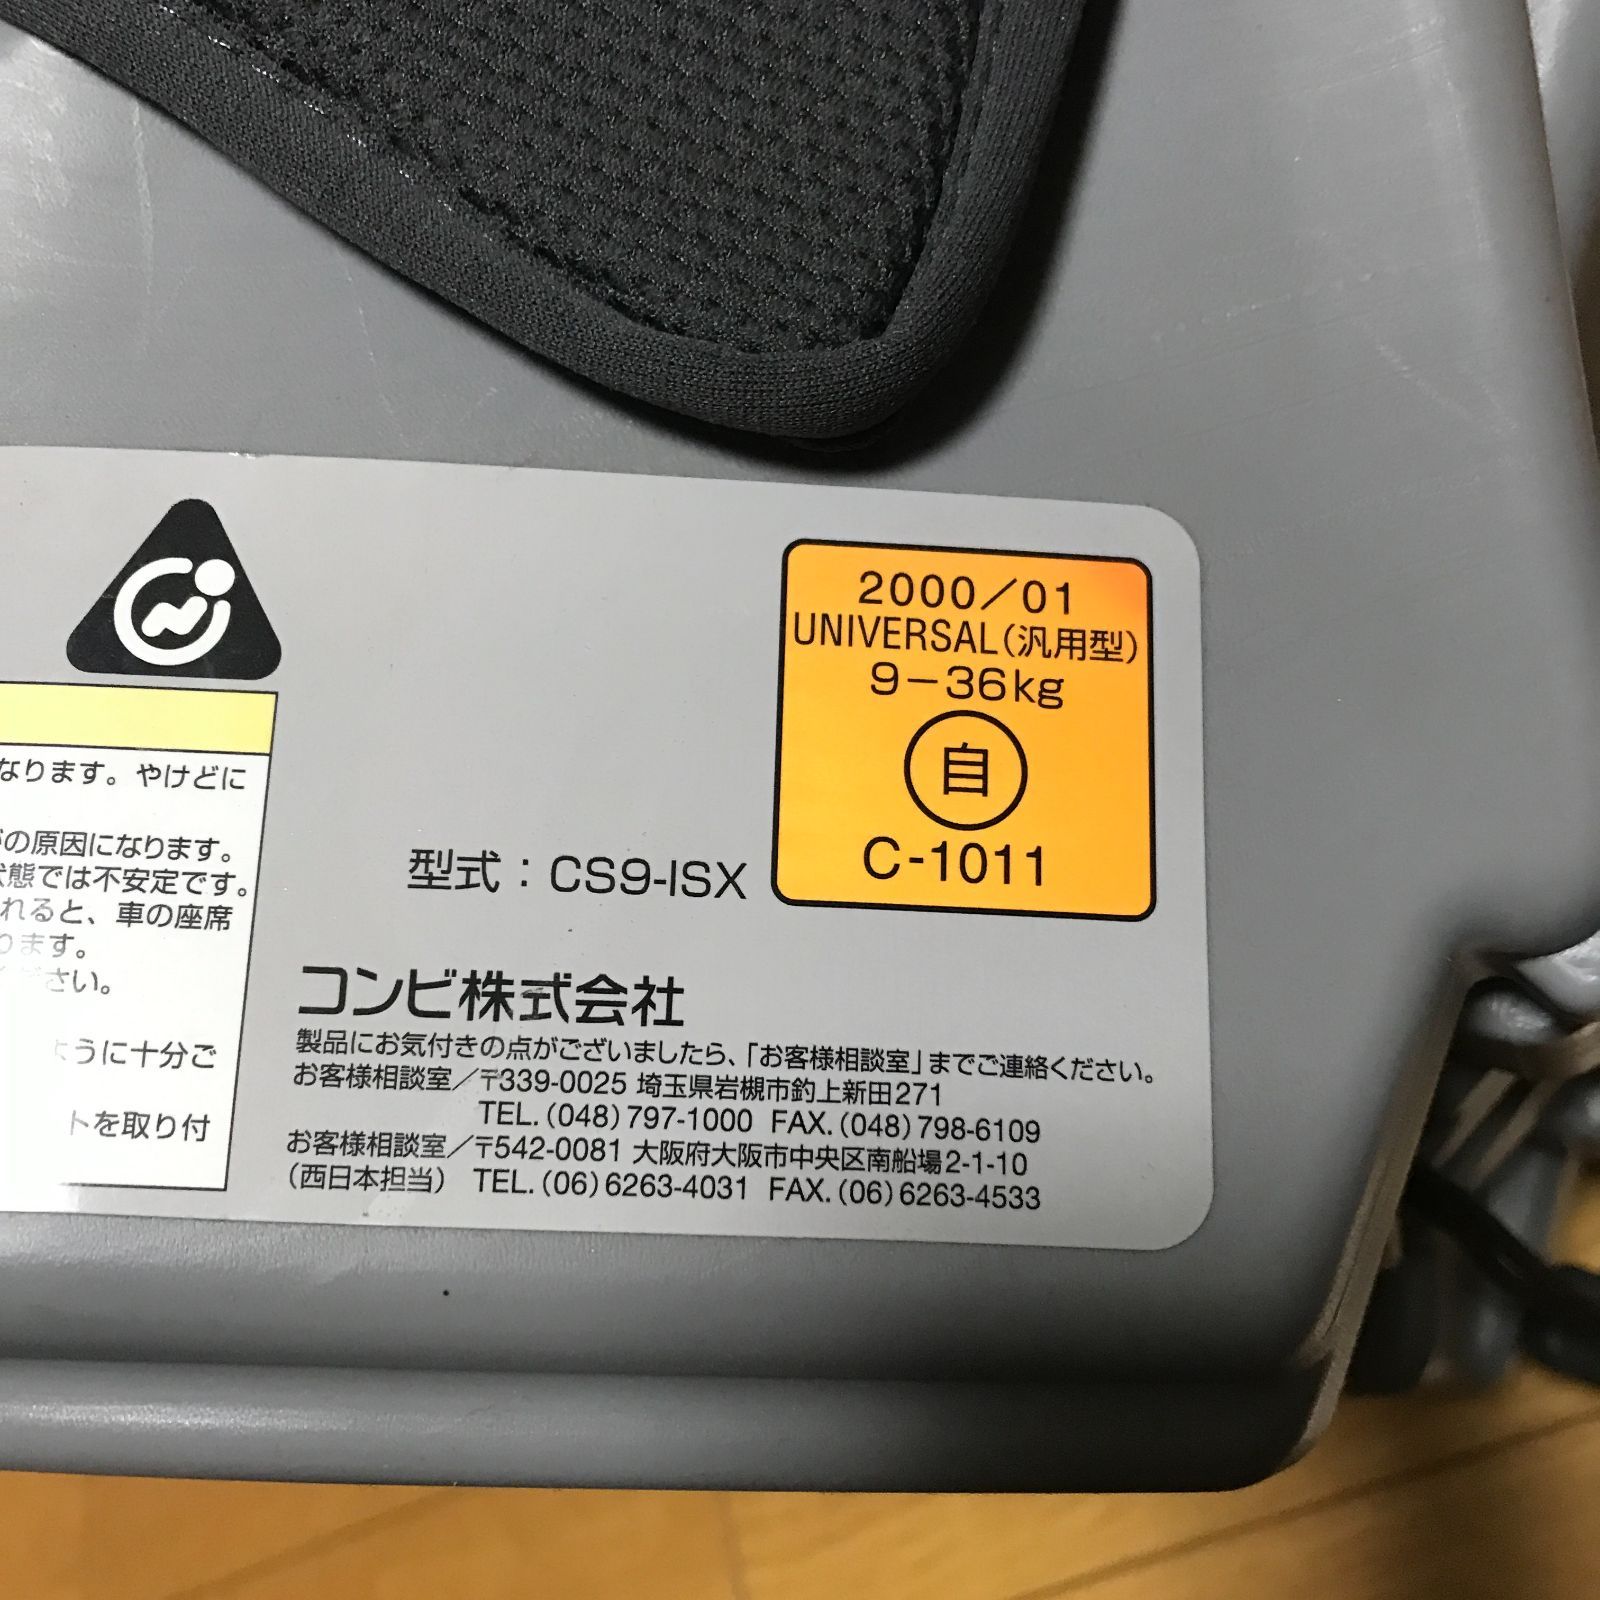 2000／01
UNIVERSAL（汎用型）
9－36kg
自
C-1011
型式：CS9-ISX
コンビ株式会社
製品にお気付きの点がございましたら、「お客様相談室」までご連絡ください。
お客様相談室／〒339-0025 埼玉県岩槻市釣上新田271
TEL.（048）797-1000 FAX.（048）798-6109
お客様相談室／〒542-0081 大阪府大阪市中央区南船場2-1-10
（西日本担当） TEL.（06）6263-4031 FAX.（06）6263-4533
なります。やけどに
の原因になります。
態では不安定です。
れると、車の座席
ります。
さい。
ように十分ご
トを取り付